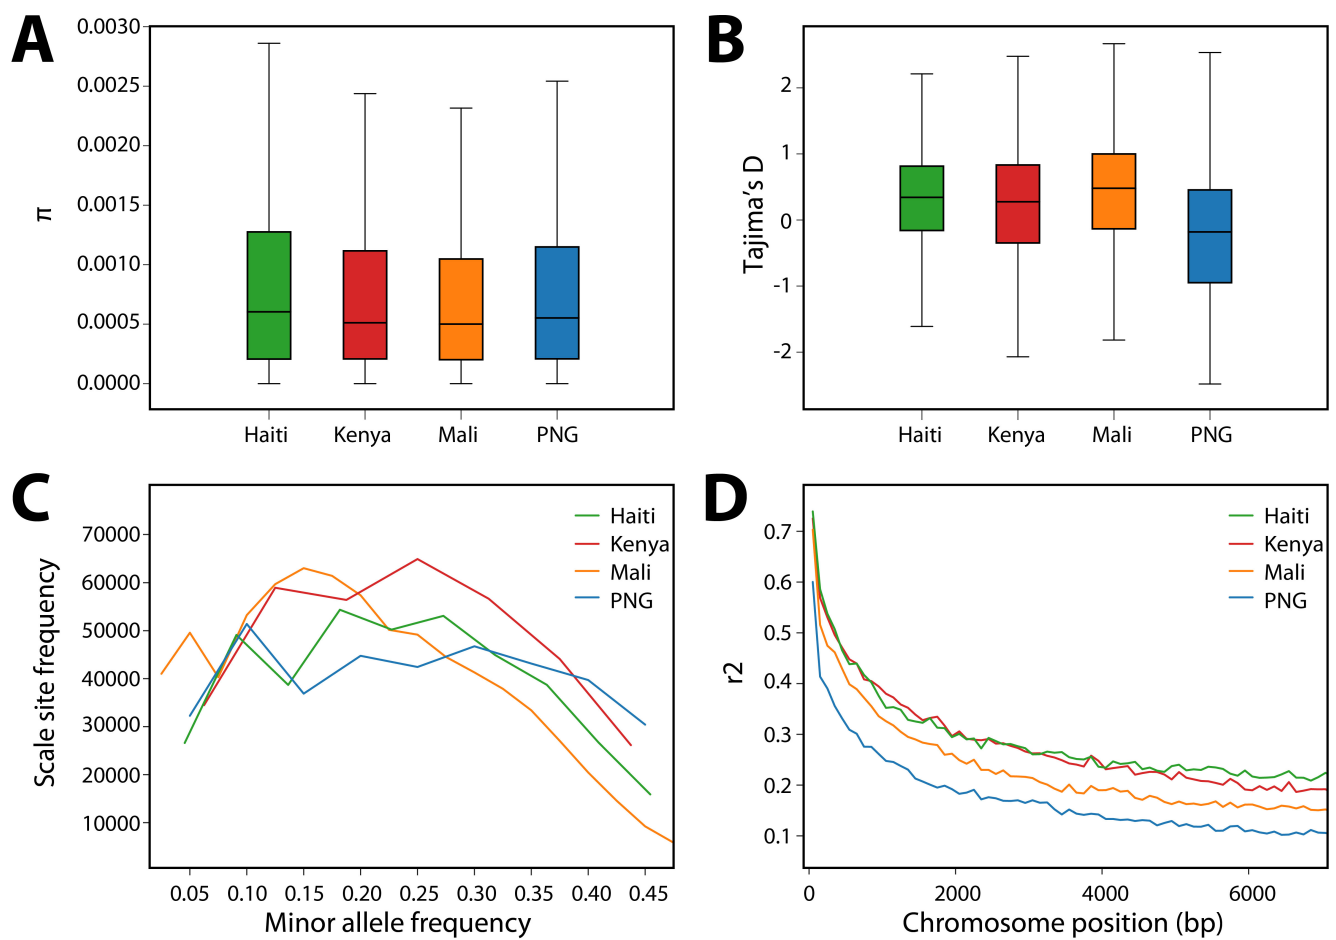 A
0.0030
0.0025
0.0020
0.0015
0.0010
0.0005
0.0000
π
Haiti Kenya Mali PNG
B
2
1
0
-1
-2
Tajima's D
Haiti Kenya Mali PNG
C
70000
60000
50000
40000
30000
20000
10000
Scale site frequency
Haiti
Kenya
Mali
PNG
0.05 0.10 0.15 0.20 0.25 0.30 0.35 0.40 0.45
Minor allele frequency
D
0.7
0.6
0.5
0.4
0.3
0.2
0.1
r2
Haiti
Kenya
Mali
PNG
0 2000 4000 6000
Chromosome position (bp)